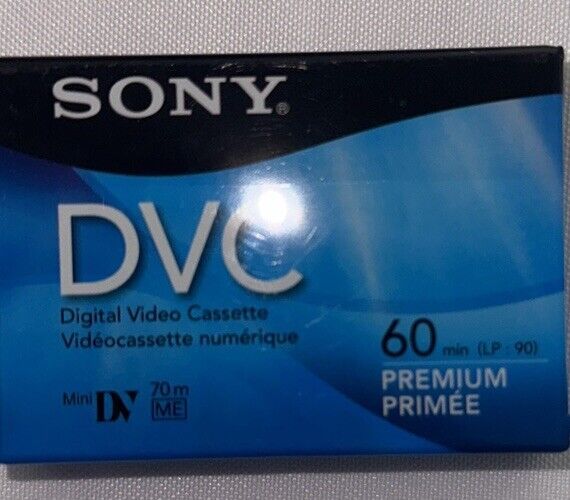 SONY®
DVC
Digital Video Cassette
Vidéocassette numérique
60 min (LP : 90)
PREMIUM
PRIMÉE
Mini DV 70 m
ME